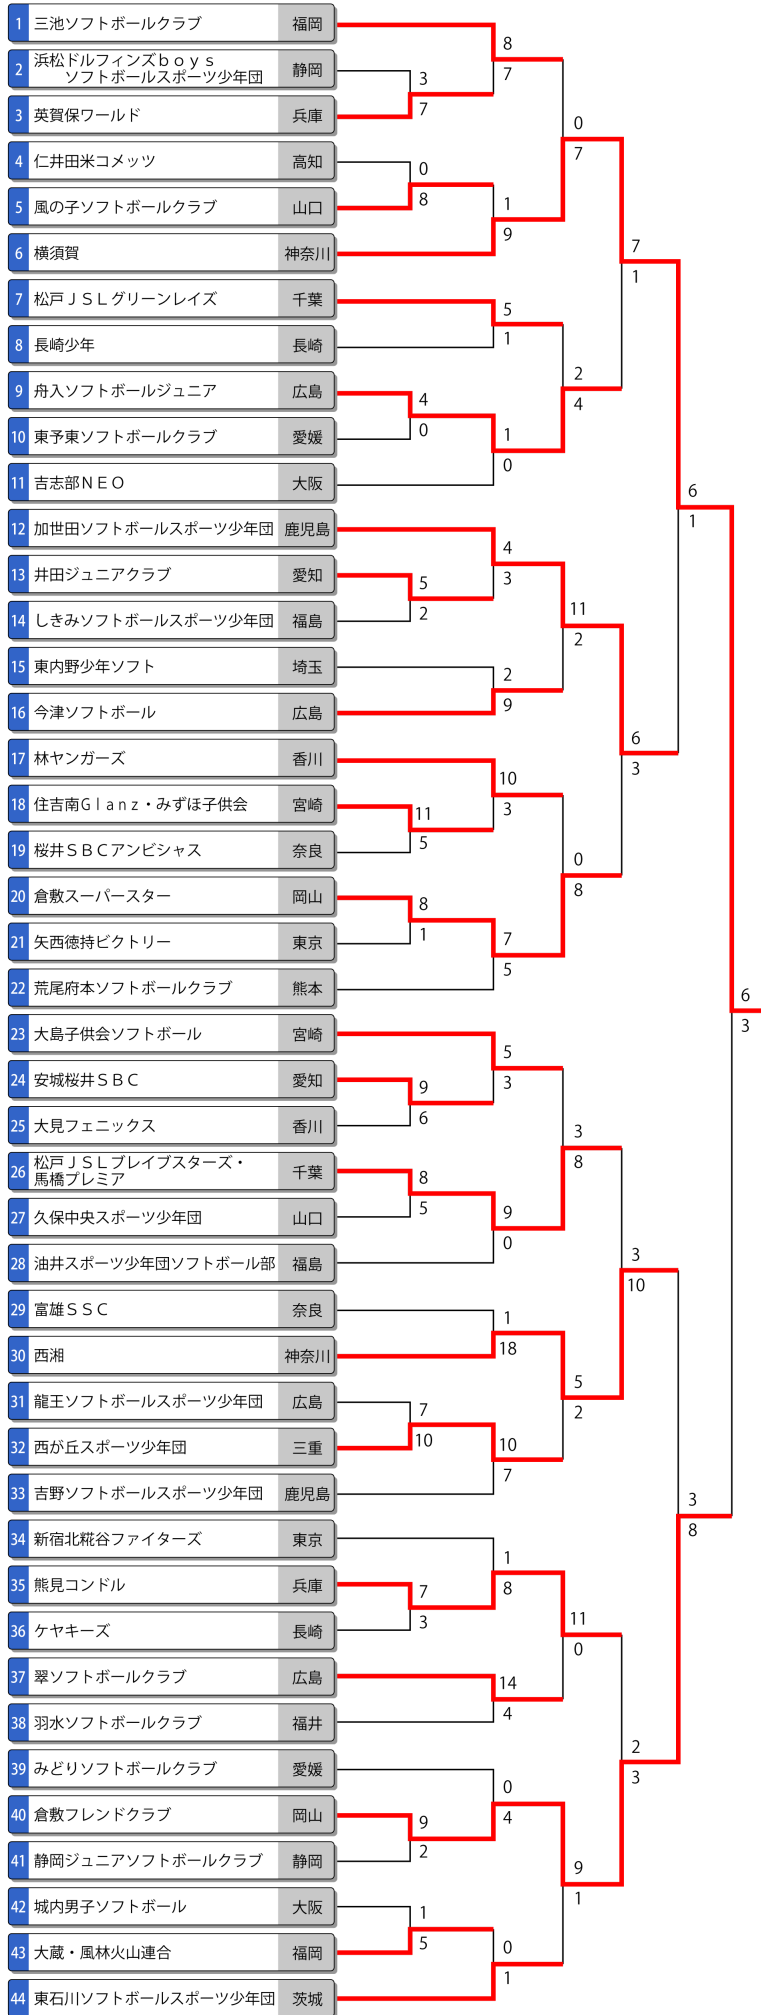 1 三池ソフトボールクラブ 福岡
2 浜松ドルフィンズｂｏｙｓ
ソフトボールスポーツ少年団 静岡
3 英賀保ワールド 兵庫
4 仁井田米コメッツ 高知
5 風の子ソフトボールクラブ 山口
6 横須賀 神奈川
7 松戸ＪＳＬグリーンレイズ 千葉
8 長崎少年 長崎
9 舟入ソフトボールジュニア 広島
10 東予東ソフトボールクラブ 愛媛
11 吉志部ＮＥＯ 大阪
12 加世田ソフトボールスポーツ少年団 鹿児島
13 井田ジュニアクラブ 愛知
14 しきみソフトボールスポーツ少年団 福島
15 東内野少年ソフト 埼玉
16 今津ソフトボール 広島
17 林ヤンガーズ 香川
18 住吉南Ｇｌａｎｚ・みずほ子供会 宮崎
19 桜井ＳＢＣアンビシャス 奈良
20 倉敷スーパースター 岡山
21 矢西徳持ビクトリー 東京
22 荒尾府本ソフトボールクラブ 熊本
23 大島子供会ソフトボール 宮崎
24 安城桜井ＳＢＣ 愛知
25 大見フェニックス 香川
26 松戸ＪＳＬブレイブスターズ・
馬橋プレミア 千葉
27 久保中央スポーツ少年団 山口
28 油井スポーツ少年団ソフトボール部 福島
29 富雄ＳＳＣ 奈良
30 西湘 神奈川
31 龍王ソフトボールスポーツ少年団 広島
32 西が丘スポーツ少年団 三重
33 吉野ソフトボールスポーツ少年団 鹿児島
34 新宿北糀谷ファイターズ 東京
35 熊見コンドル 兵庫
36 ケヤキーズ 長崎
37 翠ソフトボールクラブ 広島
38 羽水ソフトボールクラブ 福井
39 みどりソフトボールクラブ 愛媛
40 倉敷フレンドクラブ 岡山
41 静岡ジュニアソフトボールクラブ 静岡
42 城内男子ソフトボール 大阪
43 大蔵・風林火山連合 福岡
44 東石川ソフトボールスポーツ少年団 茨城
3
7
0
8
4
0
5
2
11
5
8
1
9
6
8
5
7
10
7
3
9
2
1
5
8
7
1
9
5
1
1
0
4
3
2
9
10
3
7
5
5
3
9
0
1
18
10
7
1
8
14
4
0
4
0
1
0
7
2
4
11
2
0
8
3
8
5
2
11
0
9
1
7
1
6
3
3
10
2
3
6
1
3
8
6
3